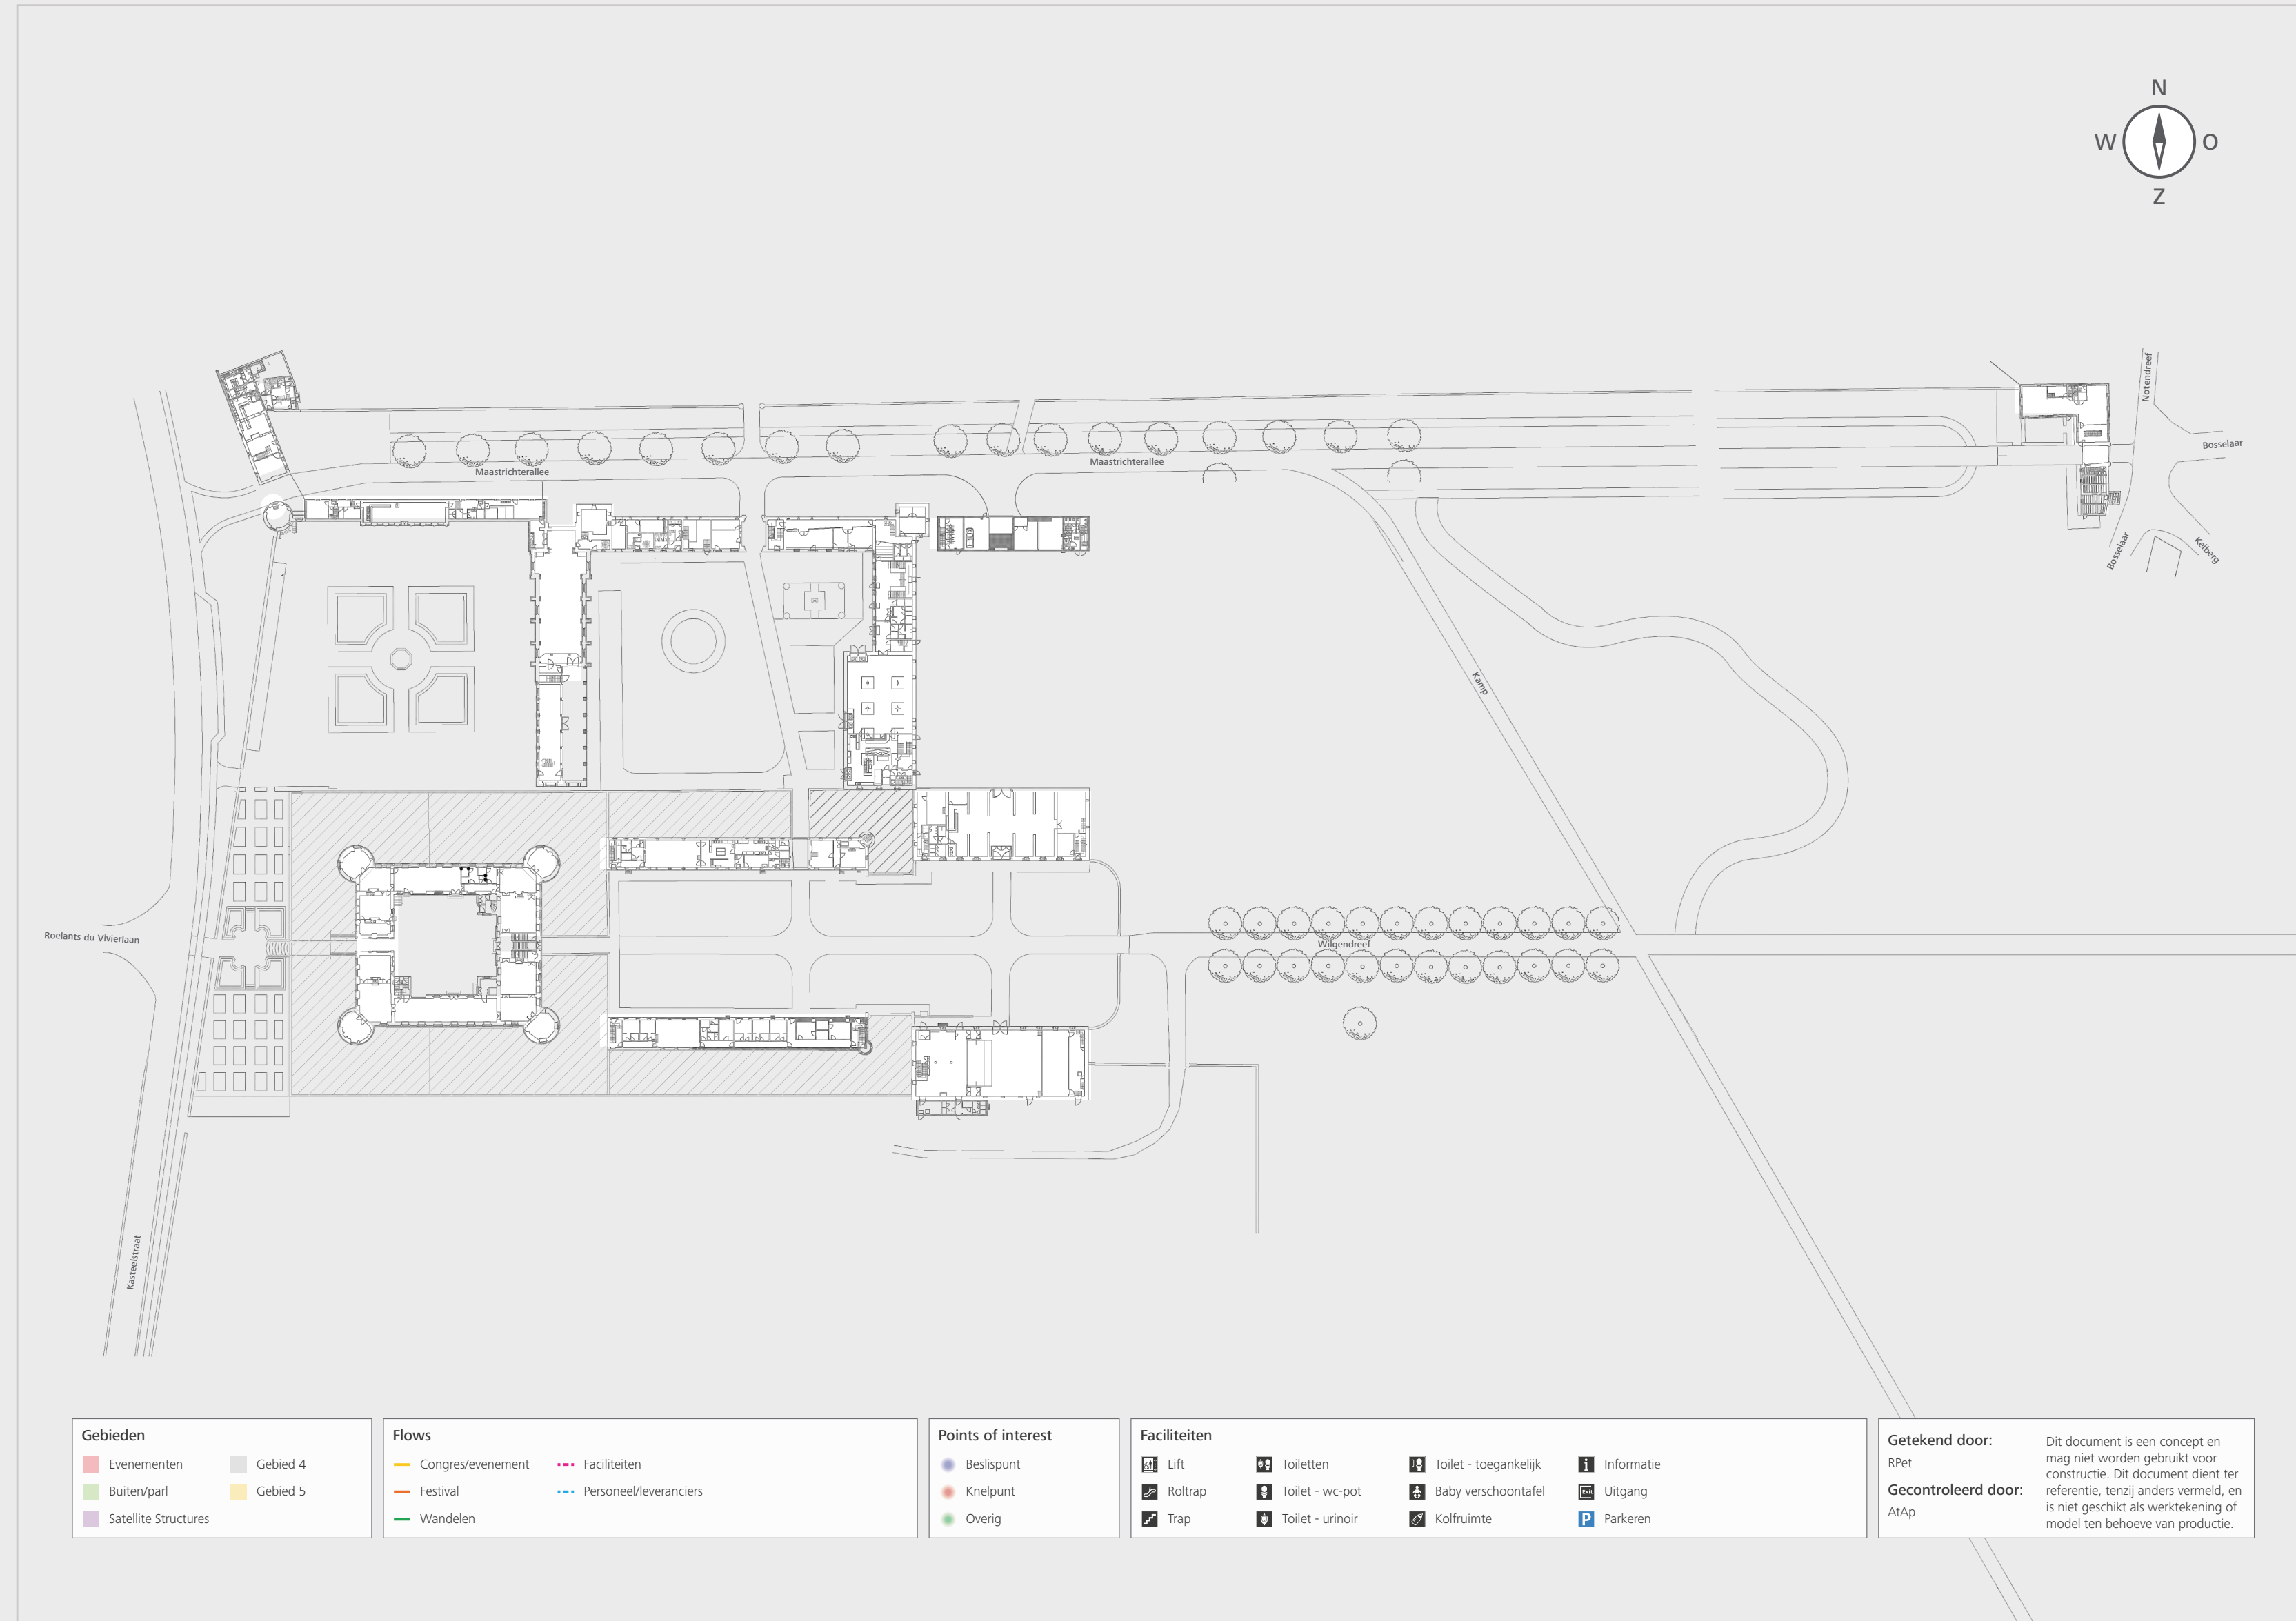 N
W
O
Z
Notendreef
Bosselaar
Maastrichterallee
Maastrichterallee
Bosselaar
Keiberg
Kamp
Roelants du Vivierlaan
Wilgendreef
Kasteelstraat
Gebieden
Evenementen
Gebied 4
Buiten/parl
Gebied 5
Satellite Structures
Flows
Congres/evenement
Faciliteiten
Festival
Personeel/leveranciers
Wandelen
Points of interest
Beslispunt
Knelpunt
Overig
Faciliteiten
Lift
Toiletten
Toilet - toegankelijk
i Informatie
Roltrap
Toilet - wc-pot
Baby verschoontafel
Exit Uitgang
Trap
Toilet - urinoir
Kolfruimte
P Parkeren
Getekend door:
RPet
Gecontroleerd door:
AtAp
Dit document is een concept en
mag niet worden gebruikt voor
constructie. Dit document dient ter
referentie, tenzij anders vermeld, en
is niet geschikt als werktekening of
model ten behoeve van productie.